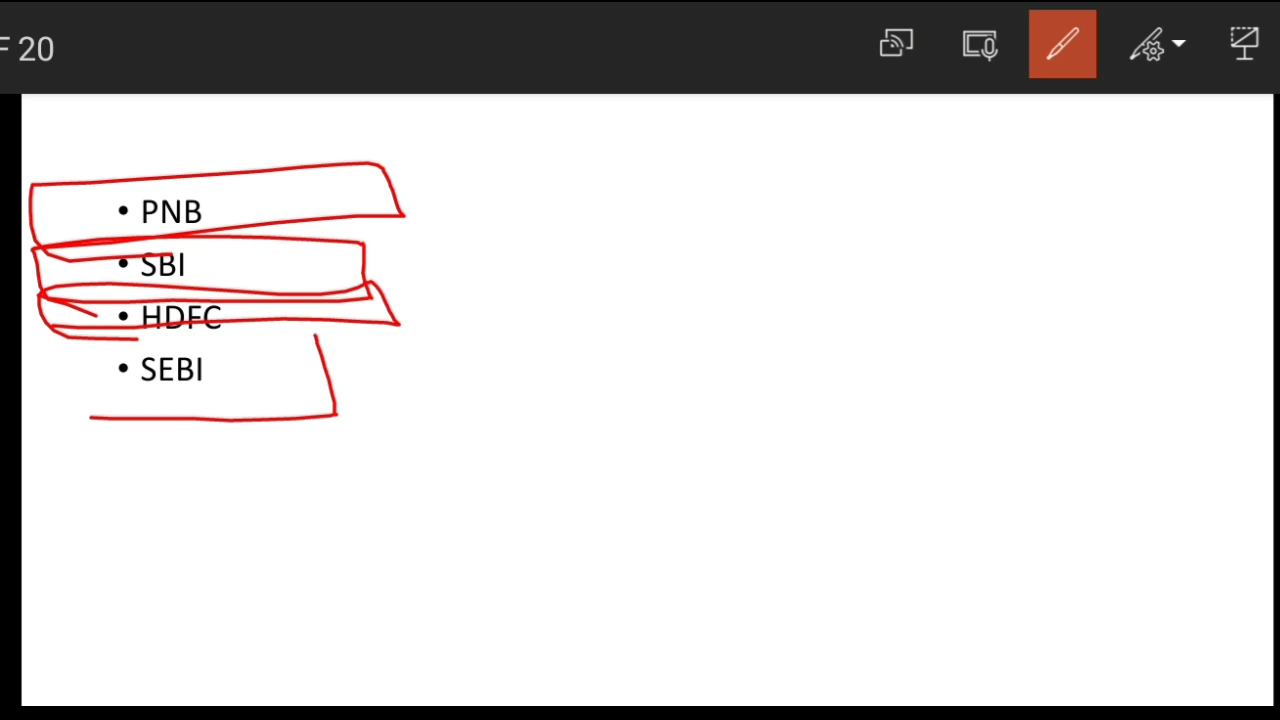 F 20
• PNB
• SBI
• HDFC
• SEBI